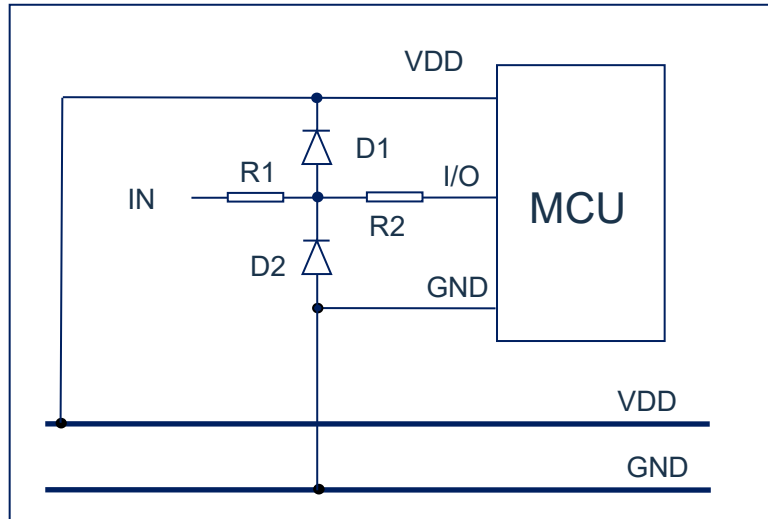 VDD
D1
R1
I/O
IN
MCU
R2
D2
GND
VDD
GND